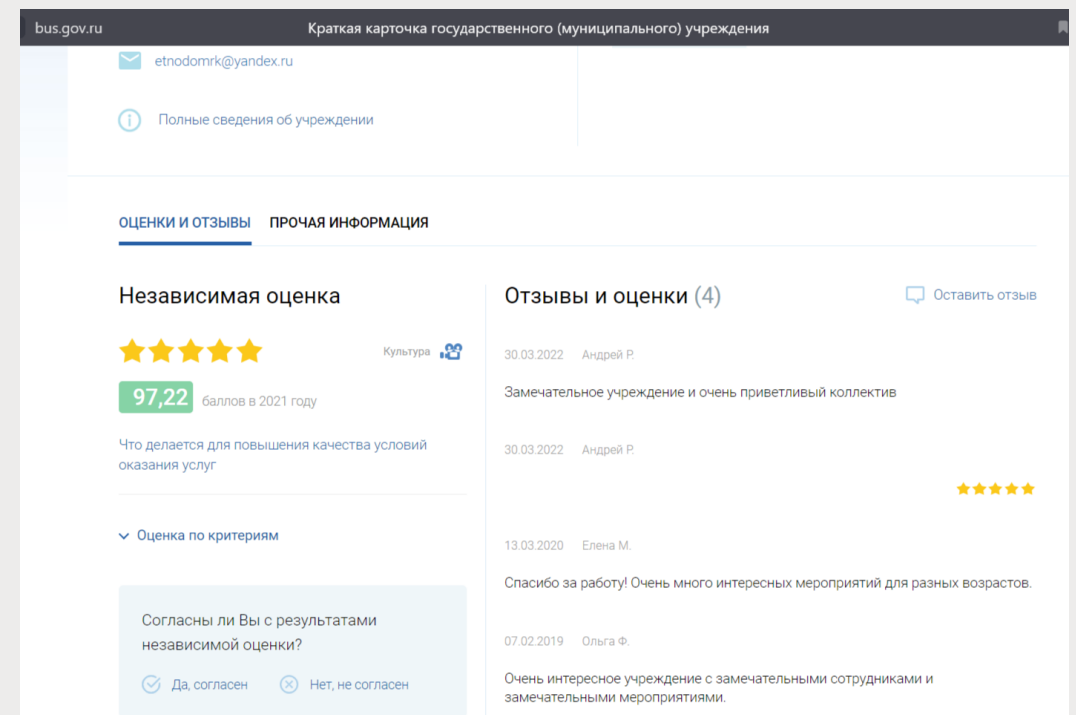 bus.gov.ru
Краткая карточка государственного (муниципального) учреждения
etnodomrk@yandex.ru
Полные сведения об учреждении
ОЦЕНКИ И ОТЗЫВЫ
ПРОЧАЯ ИНФОРМАЦИЯ
Независимая оценка
Культура
97,22 баллов в 2021 году
Что делается для повышения качества условий
оказания услуг
Оценка по критериям
Согласны ли Вы с результатами
независимой оценки?
Да, согласен
Нет, не согласен
Отзывы и оценки (4)
Оставить отзыв
30.03.2022 Андрей Р.
Замечательное учреждение и очень приветливый коллектив
30.03.2022 Андрей Р.
13.03.2020 Елена М.
Спасибо за работу! Очень много интересных мероприятий для разных возрастов.
07.02.2019 Ольга Ф.
Очень интересное учреждение с замечательными сотрудниками и
замечательными мероприятиями.